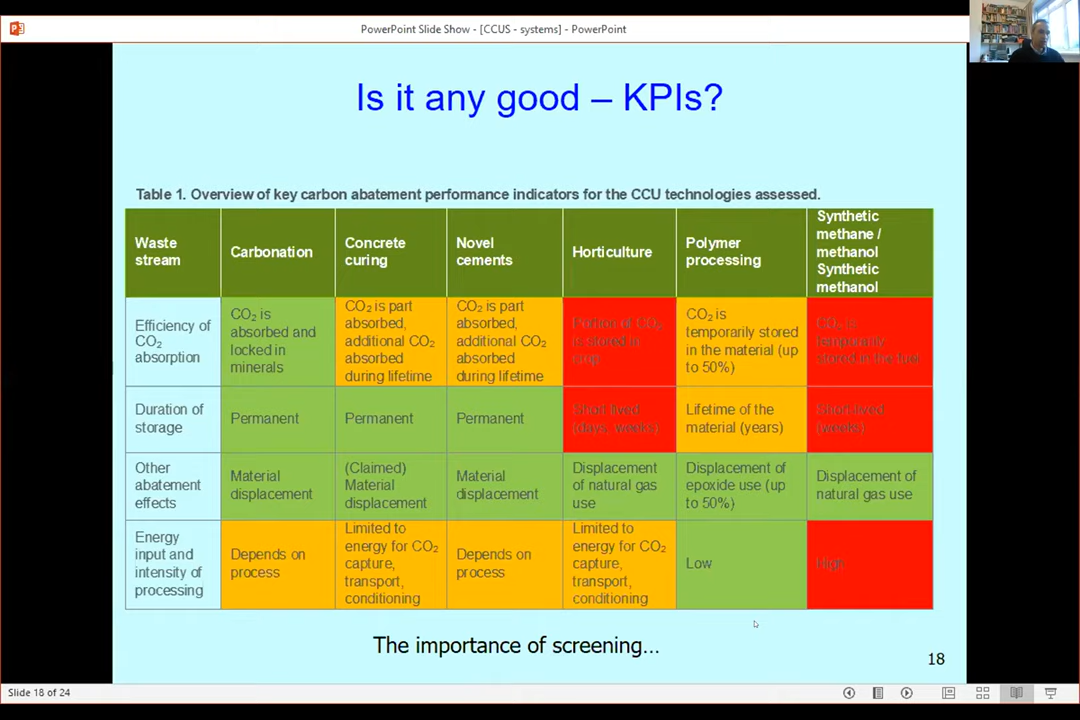 PowerPoint Slide Show - [CCUS - systems] - PowerPoint
Is it any good – KPIs?
Table 1. Overview of key carbon abatement performance indicators for the CCU technologies assessed.
Waste
stream
Carbonation
Concrete
curing
Novel
cements
Horticulture
Polymer
processing
Synthetic
methane /
methanol
Synthetic
methanol
Efficiency of
CO₂
absorption
CO₂ is
absorbed and
locked in
minerals
CO₂ is part
absorbed,
additional CO₂
absorbed
during lifetime
CO₂ is part
absorbed,
additional CO₂
absorbed
during lifetime
Portion of CO₂
is stored in
crop
CO₂ is
temporarily stored
in the material (up
to 50%)
CO₂ is
temporarily
stored in the fuel
Duration of
storage
Permanent
Permanent
Permanent
Short lived
(days, weeks)
Lifetime of the
material (years)
Short-lived
(weeks)
Other
abatement
effects
Material
displacement
(Claimed)
Material
displacement
Material
displacement
Displacement
of natural gas
use
Displacement of
epoxide use (up
to 50%)
Displacement of
natural gas use
Energy
input and
intensity of
processing
Depends on
process
Limited to
energy for CO₂
capture,
transport,
conditioning
Depends on
process
Limited to
energy for CO₂
capture,
transport,
conditioning
Low
High
The importance of screening…
18
Slide 18 of 24